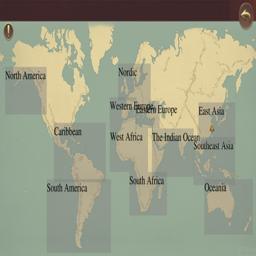 Nordic
North America
Western Europe
Eastern Europe
East Asia
Caribbean
West Africa
The Indian Ocean
Southeast Asia
South Africa
South America
Oceania